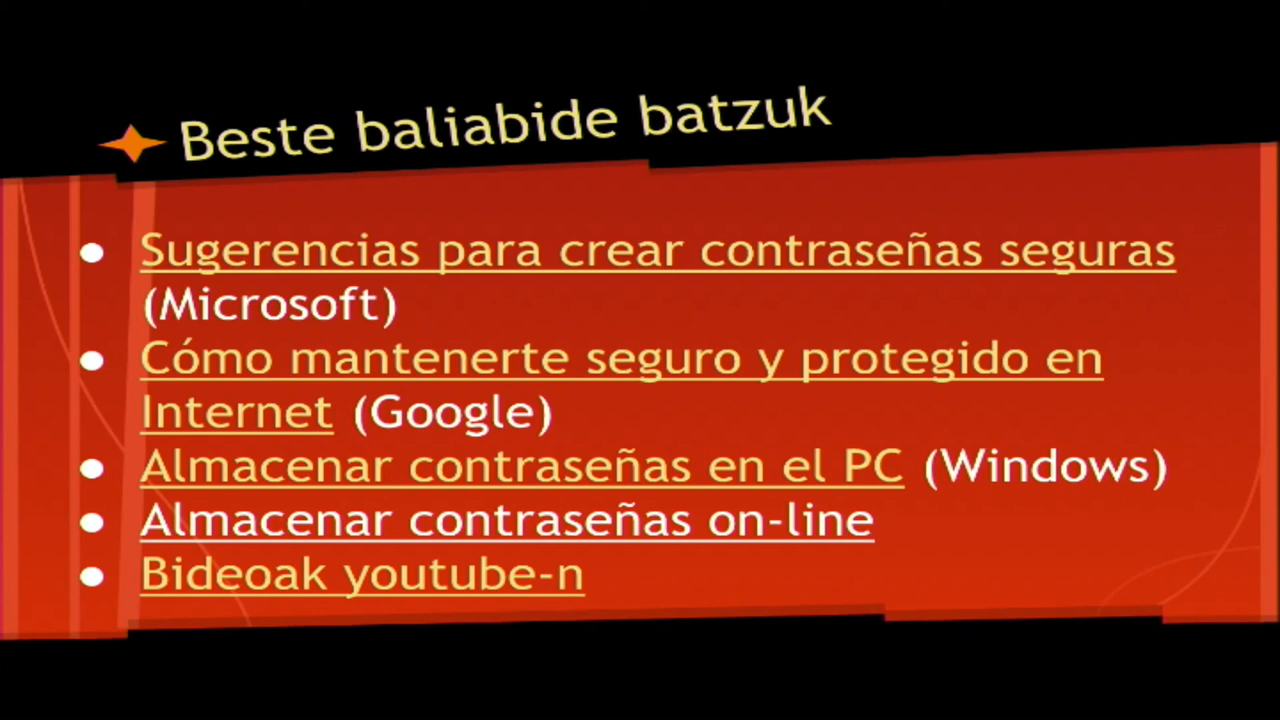 Beste baliabide batzuk
● Sugerencias para crear contraseñas seguras
(Microsoft)
● Cómo mantenerte seguro y protegido en
Internet (Google)
● Almacenar contraseñas en el PC (Windows)
● Almacenar contraseñas on-line
● Bideoak youtube-n